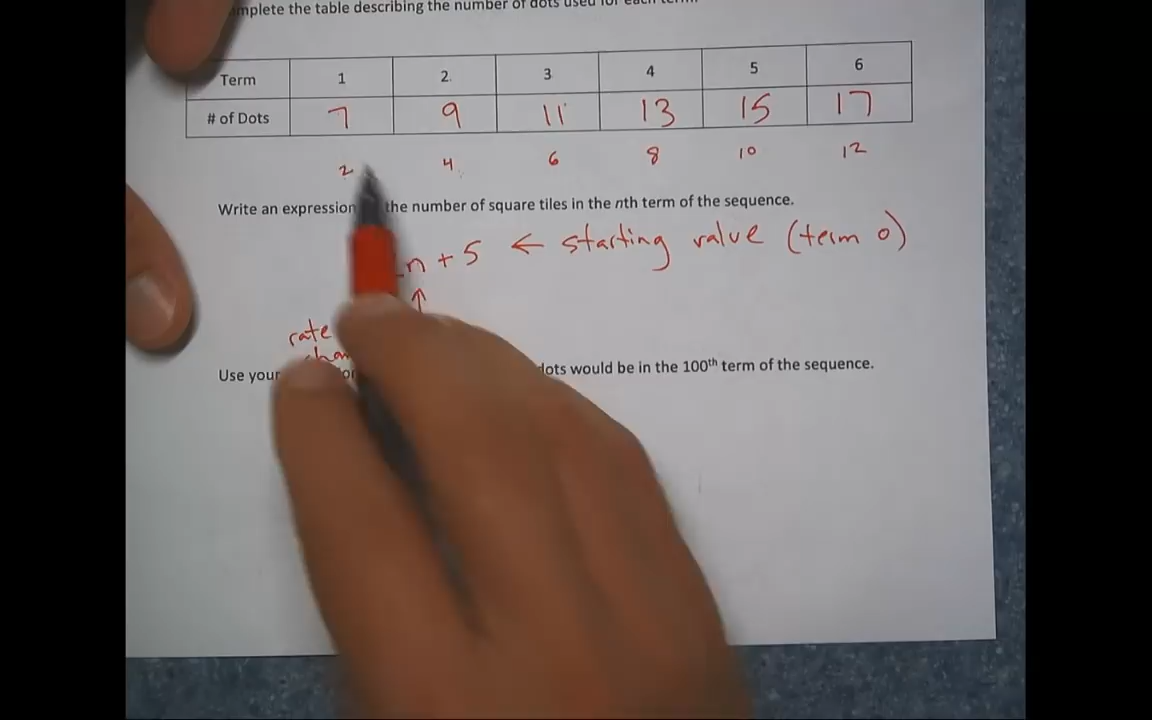 mplete the table describing the number of dots used for each term
Term 1 2 3 4 5 6
# of Dots 7 9 11 13 15 17
2 4 6 8 10 12
Write an expression the number of square tiles in the nth term of the sequence.
n + 5 ← starting value (term 0)
↑
rate
chan
Use your dots would be in the 100th term of the sequence.